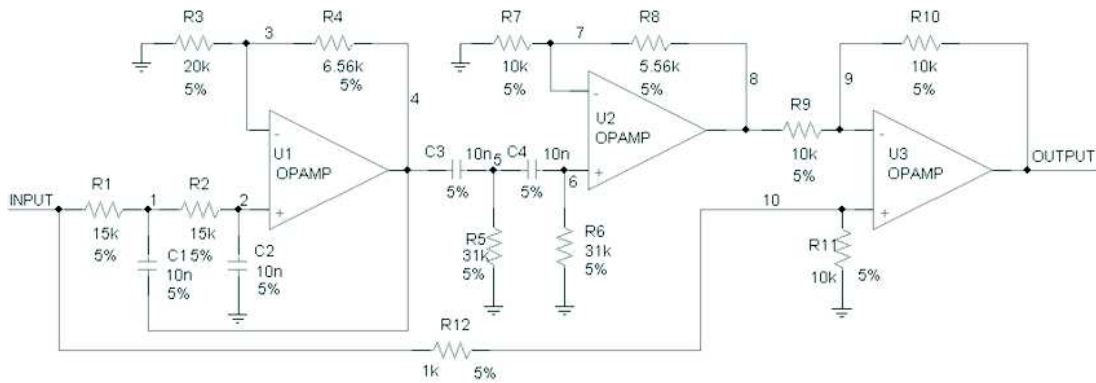 R3
20k
5%
3
R4
6.56k
5%
4
R7
10k
5%
7
R8
5.56k
5%
8
R10
10k
5%
9
-
U1
OPAMP
+
-
U2
OPAMP
+
R9
10k
5%
-
U3
OPAMP
+
OUTPUT
C3
10n
5%
5
C4
10n
5%
6
INPUT
R1
15k
5%
1
R2
15k
5%
2
C1
10n
5%
C2
10n
5%
R5
31k
5%
R6
31k
5%
10
R11
10k
5%
R12
1k
5%